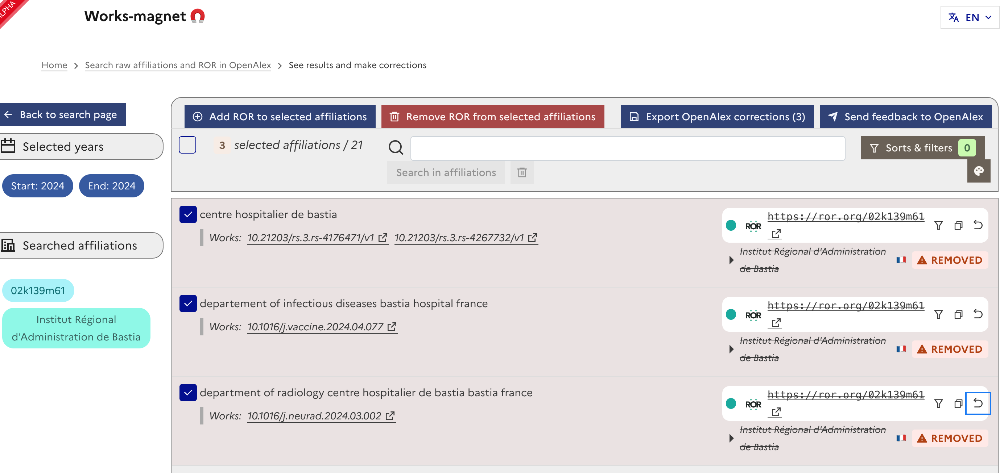 Works-magnet
EN
Home
Search raw affiliations and ROR in OpenAlex
See results and make corrections
Back to search page
Selected years
Start: 2024
End: 2024
Searched affiliations
02k139m61
Institut Régional
d'Administration de Bastia
Add ROR to selected affiliations
Remove ROR from selected affiliations
Export OpenAlex corrections (3)
Send feedback to OpenAlex
3 selected affiliations / 21
Sorts & filters 0
Search in affiliations
centre hospitalier de bastia
Works: 10.21203/rs.3.rs-4176471/v1 10.21203/rs.3.rs-4267732/v1
ROR
https://ror.org/02k139m61
Institut Régional d'Administration
de Bastia
REMOVED
departement of infectious diseases bastia hospital france
Works: 10.1016/j.vaccine.2024.04.077
ROR
https://ror.org/02k139m61
Institut Régional d'Administration
de Bastia
REMOVED
department of radiology centre hospitalier de bastia bastia france
Works: 10.1016/j.neurad.2024.03.002
ROR
https://ror.org/02k139m61
Institut Régional d'Administration
de Bastia
REMOVED